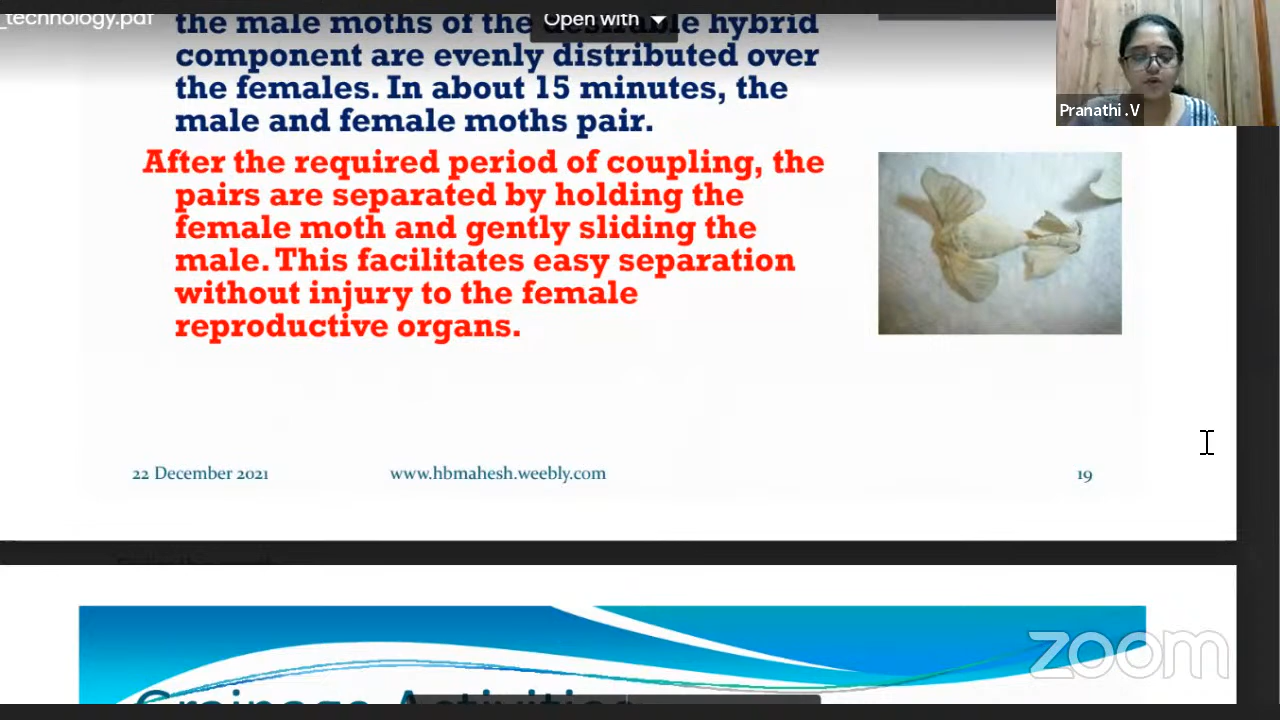 _technology.pdf
Open with
the male moths of the desirable hybrid
component are evenly distributed over
the females. In about 15 minutes, the
male and female moths pair.
Pranathi .V
After the required period of coupling, the
pairs are separated by holding the
female moth and gently sliding the
male. This facilitates easy separation
without injury to the female
reproductive organs.
22 December 2021
www.hbmahesh.weebly.com
19
zoom
Grainage Activities